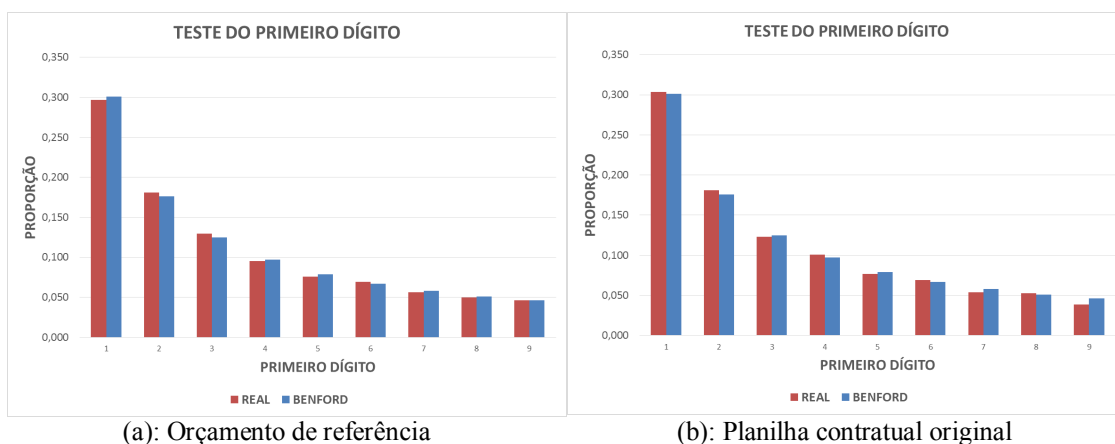 TESTE DO PRIMEIRO DÍGITO
0,350
0,300
0,250
0,200
0,150
0,100
0,050
0,000
PROPORÇÃO
1 2 3 4 5 6 7 8 9
PRIMEIRO DÍGITO
REAL BENFORD
(a): Orçamento de referência
TESTE DO PRIMEIRO DÍGITO
0,350
0,300
0,250
0,200
0,150
0,100
0,050
0,000
PROPORÇÃO
1 2 3 4 5 6 7 8 9
PRIMEIRO DÍGITO
REAL BENFORD
(b): Planilha contratual original